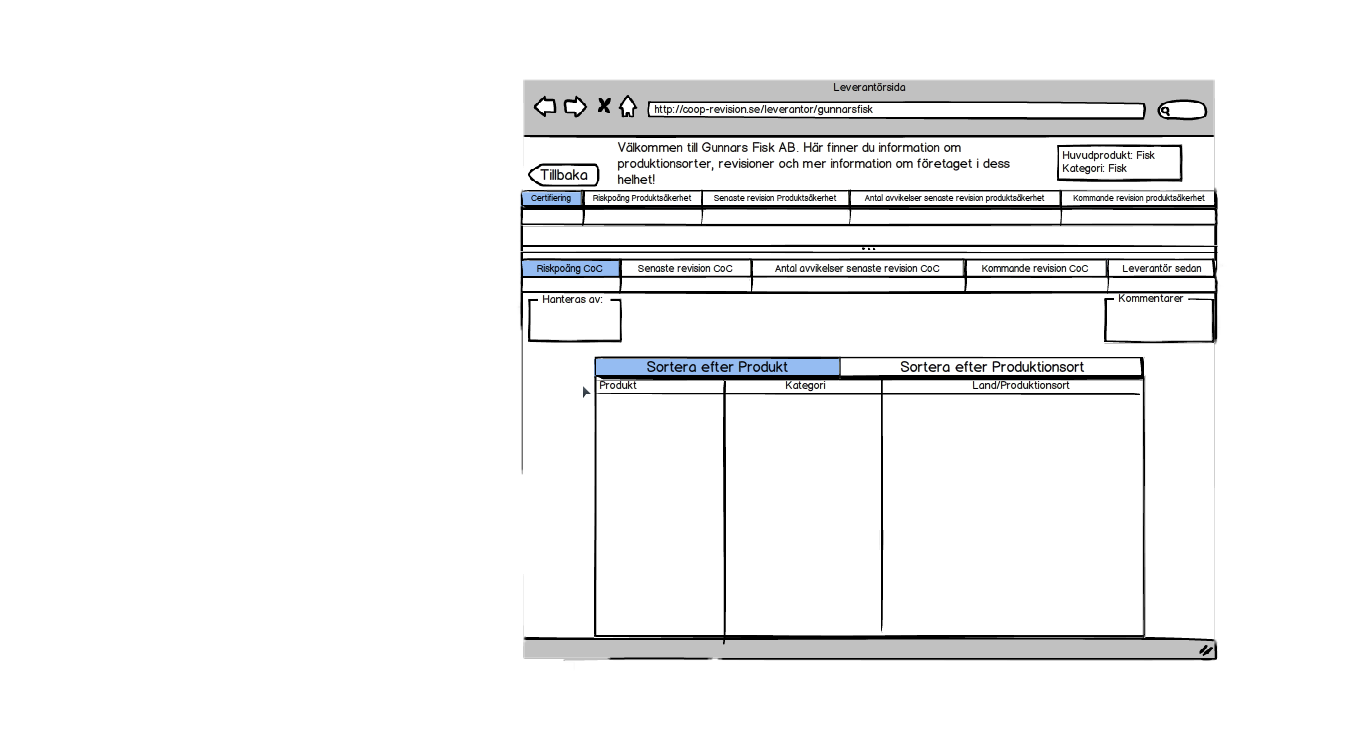 Leverantörsida
http://coop-revision.se/leverantor/gunnarsfisk
Välkommen till Gunnars Fisk AB. Här finner du information om
produktionsorter, revisioner och mer information om företaget i dess
helhet!
Huvudprodukt: Fisk
Kategori: Fisk
Tillbaka
Certifiering Riskpoäng Produktsäkerhet Senaste revision Produktsäkerhet Antal avvikelser senaste revision produktsäkerhet Kommande revision produktsäkerhet
Riskpoäng CoC Senaste revision CoC Antal avvikelser senaste revision CoC Kommande revision CoC Leverantör sedan
Hanteras av: Kommentarer
Sortera efter Produkt Sortera efter Produktionsort
Produkt Kategori Land/Produktionsort